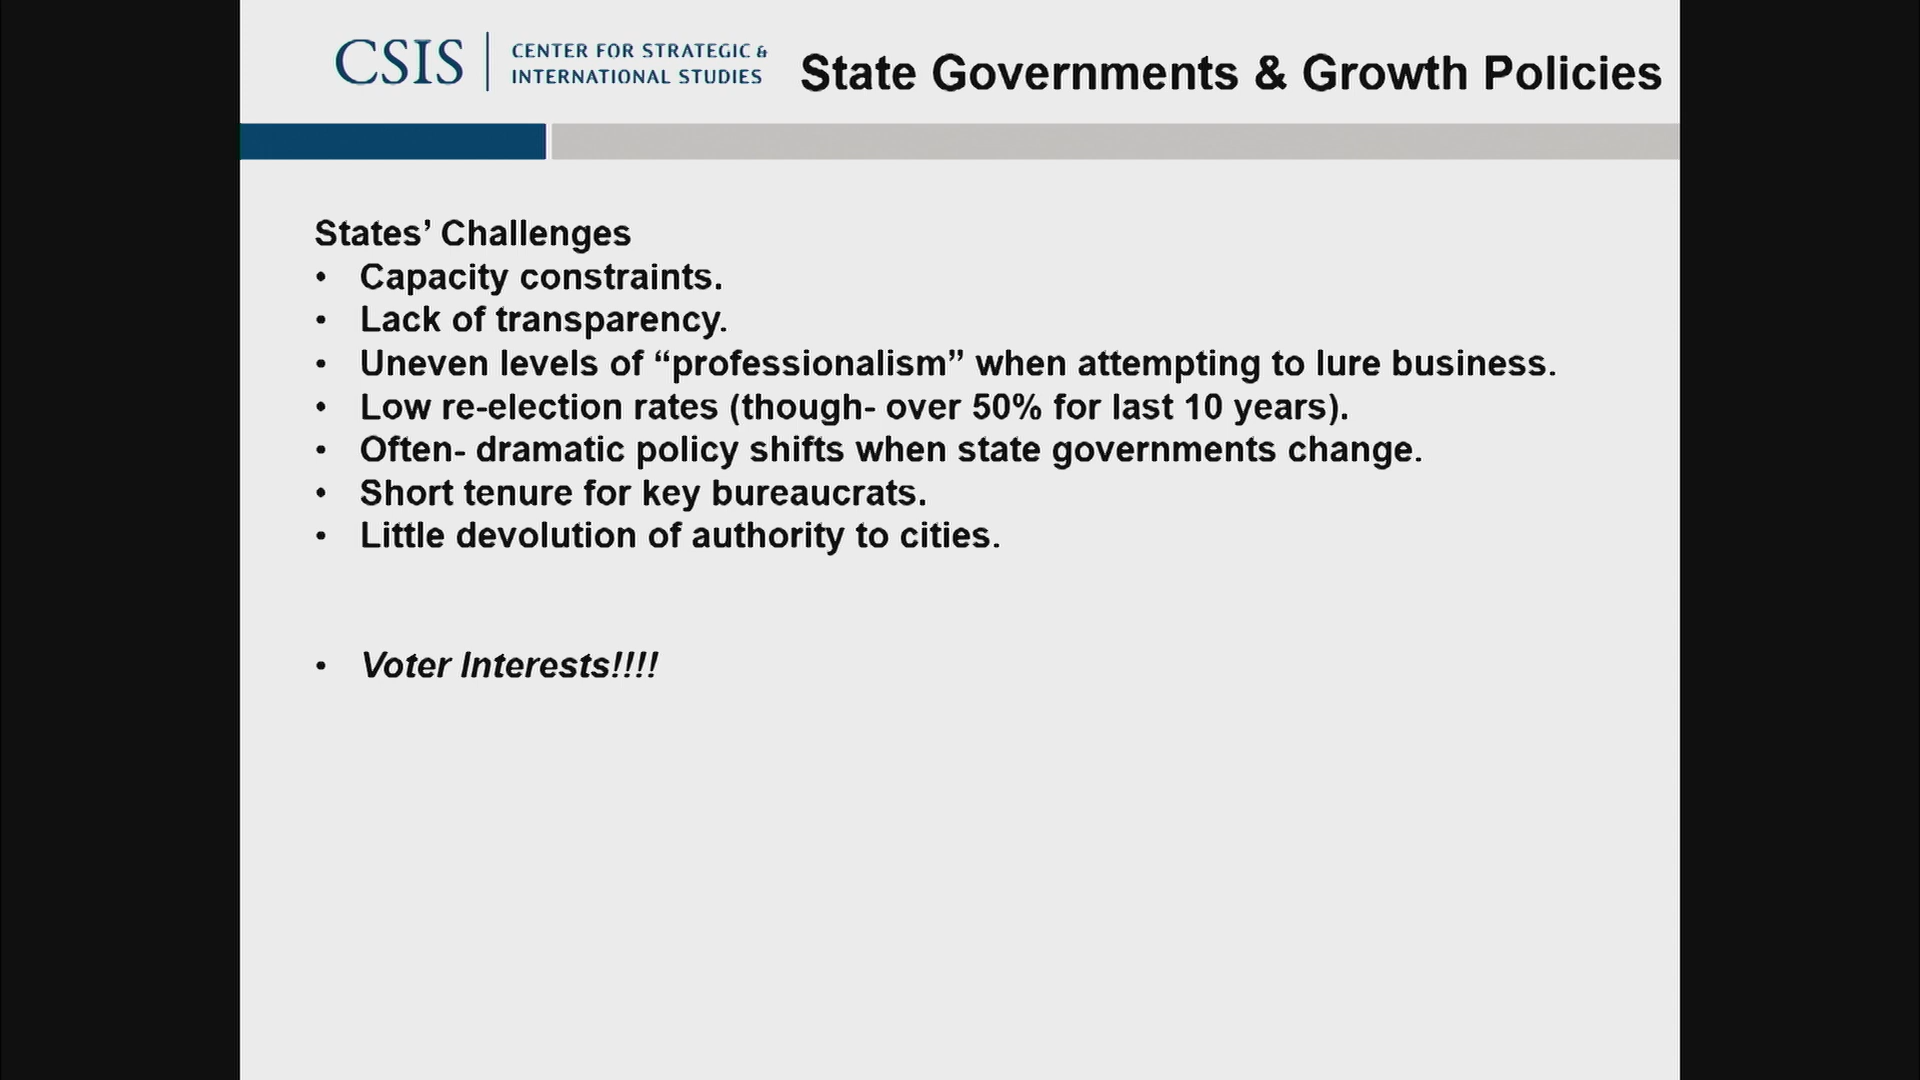 CSIS
CENTER FOR STRATEGIC &
INTERNATIONAL STUDIES
State Governments & Growth Policies
States’ Challenges
• Capacity constraints.
• Lack of transparency.
• Uneven levels of “professionalism” when attempting to lure business.
• Low re-election rates (though- over 50% for last 10 years).
• Often- dramatic policy shifts when state governments change.
• Short tenure for key bureaucrats.
• Little devolution of authority to cities.
• Voter Interests!!!!